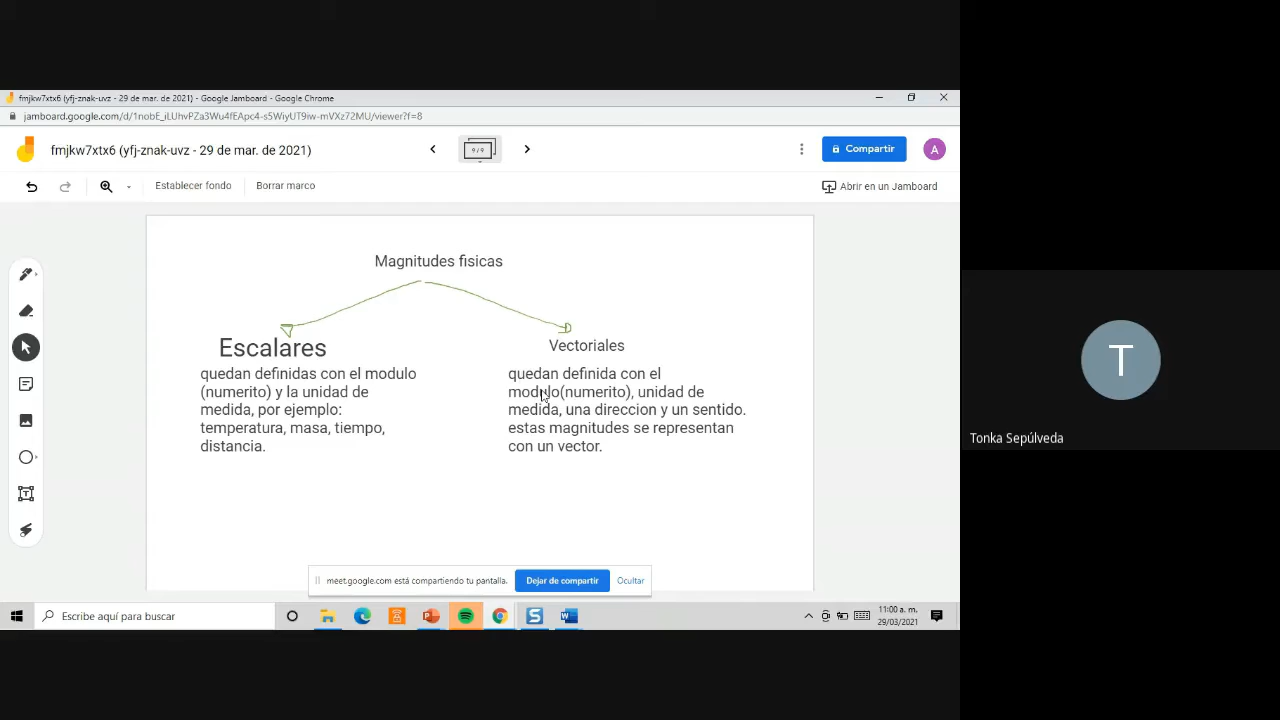 fmjkw7xtx6 (yfj-znak-uvz - 29 de mar. de 2021) - Google Jamboard - Google Chrome
jamboard.google.com/d/1nobE_iLUhvPZa3Wu4fEApc4-s5WiyUT9iw-mVXz72MU/viewer?f=8
fmjkw7xtx6 (yfj-znak-uvz - 29 de mar. de 2021)
9/9
Compartir
A
Establecer fondo
Borrar marco
Abrir en un Jamboard
Magnitudes fisicas
Escalares
quedan definidas con el modulo
(numerito) y la unidad de
medida, por ejemplo:
temperatura, masa, tiempo,
distancia.
Vectoriales
quedan definida con el
modulo(numerito), unidad de
medida, una direccion y un sentido.
estas magnitudes se representan
con un vector.
T
Tonka Sepúlveda
meet.google.com está compartiendo tu pantalla.
Dejar de compartir
Ocultar
Escribe aquí para buscar
11:00 a. m.
29/03/2021